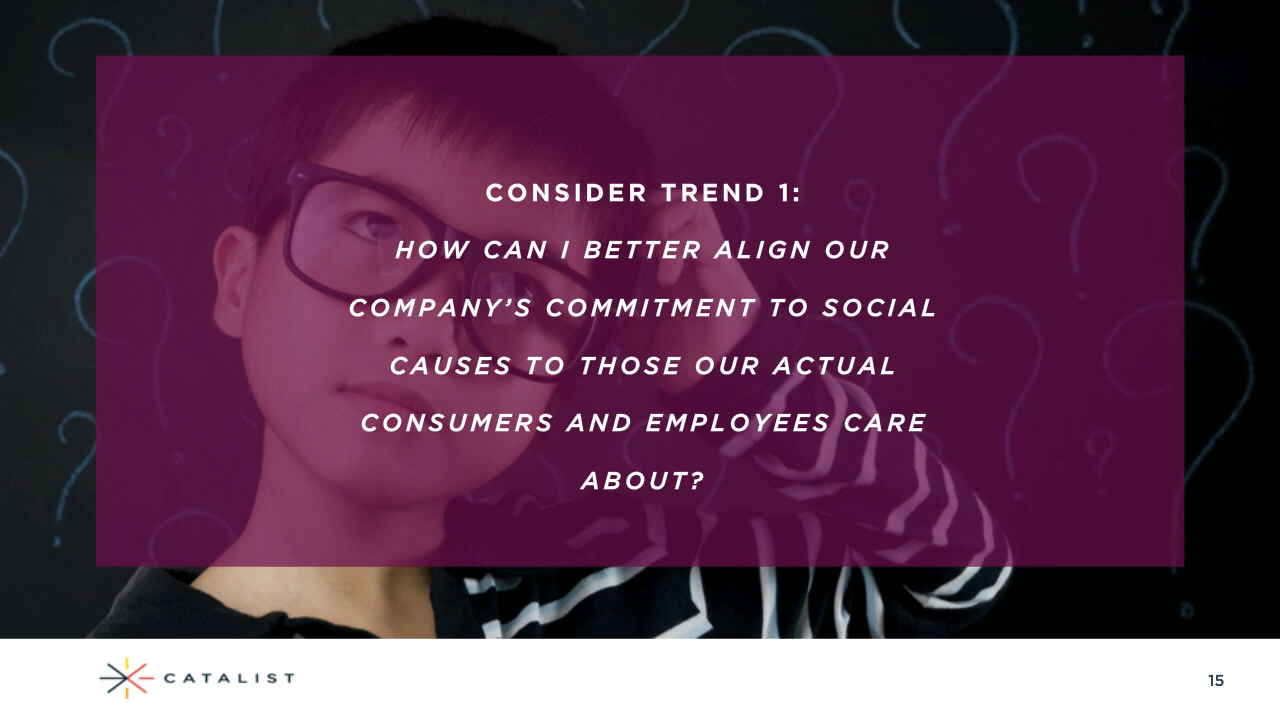 CONSIDER TREND 1:
HOW CAN I BETTER ALIGN OUR
COMPANY’S COMMITMENT TO SOCIAL
CAUSES TO THOSE OUR ACTUAL
CONSUMERS AND EMPLOYEES CARE
ABOUT?
CATALIST
15